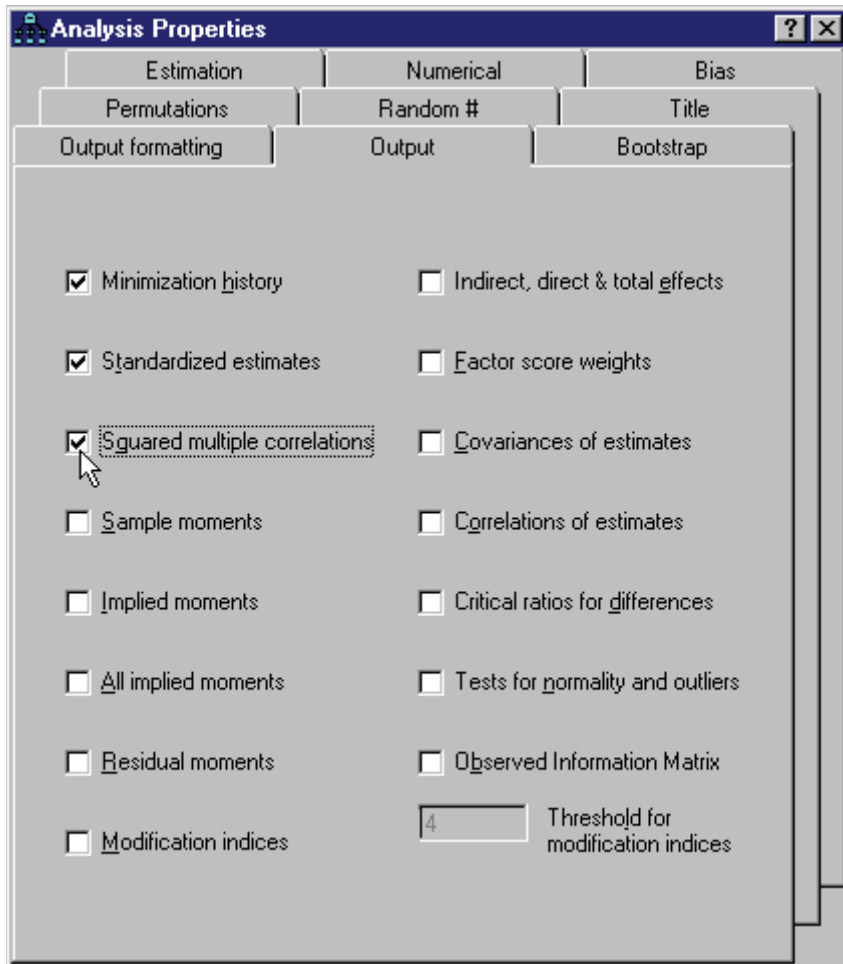 Analysis Properties
Estimation
Numerical
Bias
Permutations
Random #
Title
Output formatting
Output
Bootstrap
Minimization history
Indirect, direct & total effects
Standardized estimates
Factor score weights
Squared multiple correlations
Covariances of estimates
Sample moments
Correlations of estimates
Implied moments
Critical ratios for differences
All implied moments
Tests for normality and outliers
Residual moments
Observed Information Matrix
Modification indices
4
Threshold for
modification indices